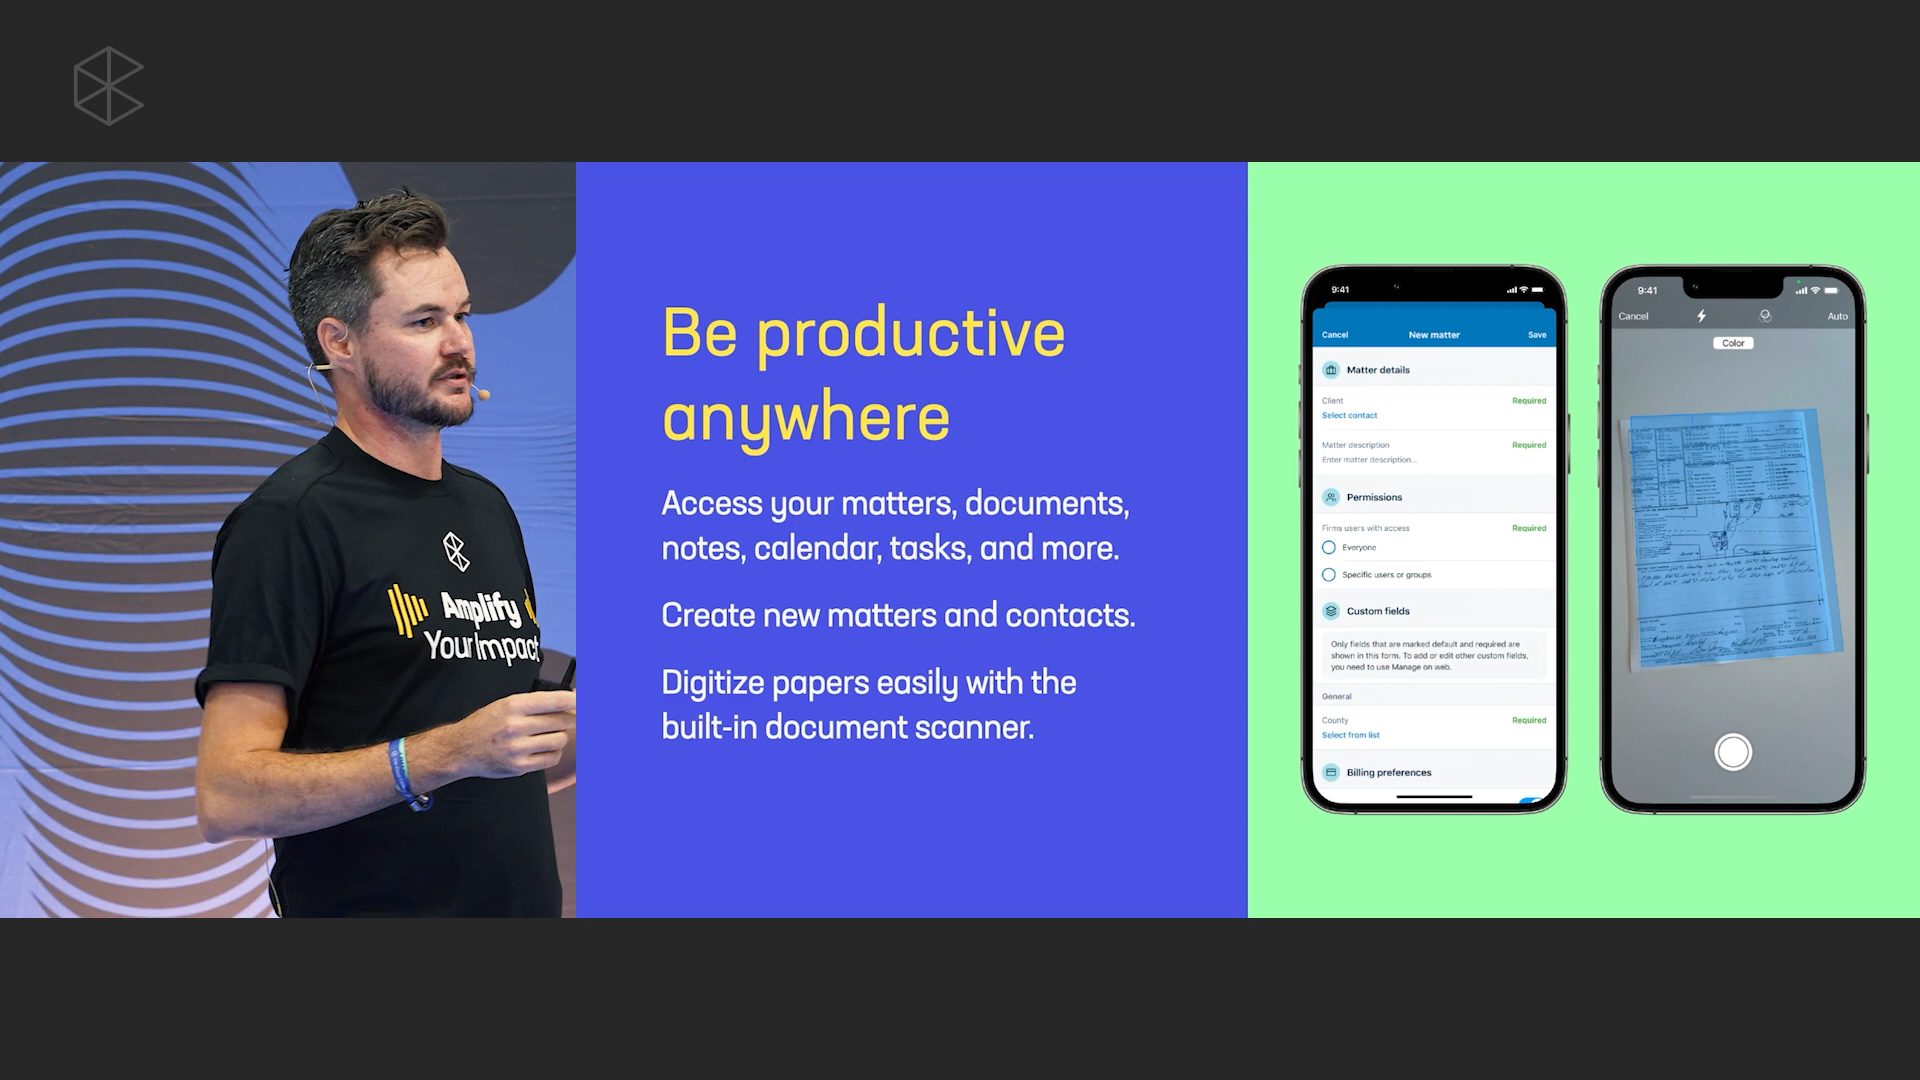 Amplify
Your Impact
Be productive
anywhere
Access your matters, documents,
notes, calendar, tasks, and more.
Create new matters and contacts.
Digitize papers easily with the
built-in document scanner.
9:41
Cancel New matter Save
Matter details
Client Required
Select contact
Matter description Required
Enter matter description...
Permissions
Firms users with access Required
Everyone
Specific users or groups
Custom fields
Only fields that are marked default and required are
shown in this form. To add or edit other custom fields,
you need to use Manage on web.
General
County Required
Select from list
Billing preferences
9:41
Cancel Auto
Color